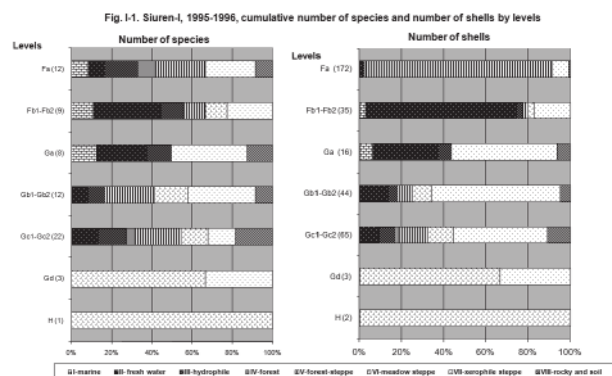 Fig. I-1. Siuren-I, 1995-1996, cumulative number of species and number of shells by levels
Levels
Number of species
Fa (12)
Fb1-Fb2 (9)
Ga (8)
Gb1-Gb2 (12)
Gc1-Gc2 (22)
Gd (3)
H (1)
0% 20% 40% 60% 80% 100%
Levels
Number of shells
Fa (172)
Fb1-Fb2 (35)
Ga (16)
Gb1-Gb2 (44)
Gc1-Gc2 (65)
Gd (3)
H (2)
0% 20% 40% 60% 80% 100%
I-marine II- fresh water III-hydrophile IV-forest V-forest-steppe VI-meadow steppe VII-xerophile steppe VIII-rocky and soil